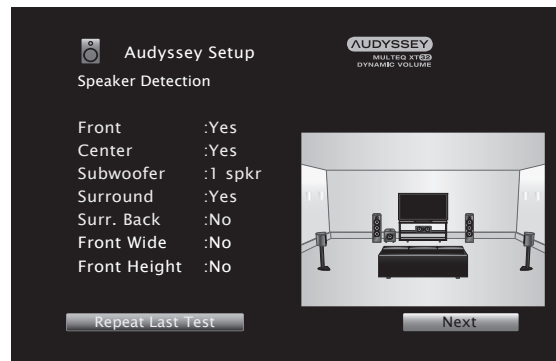 Audyssey Setup
AUDYSSEY
MULTEQ XT32
DYNAMIC VOLUME
Speaker Detection
Front :Yes
Center :Yes
Subwoofer :1 spkr
Surround :Yes
Surr. Back :No
Front Wide :No
Front Height :No
Repeat Last Test
Next